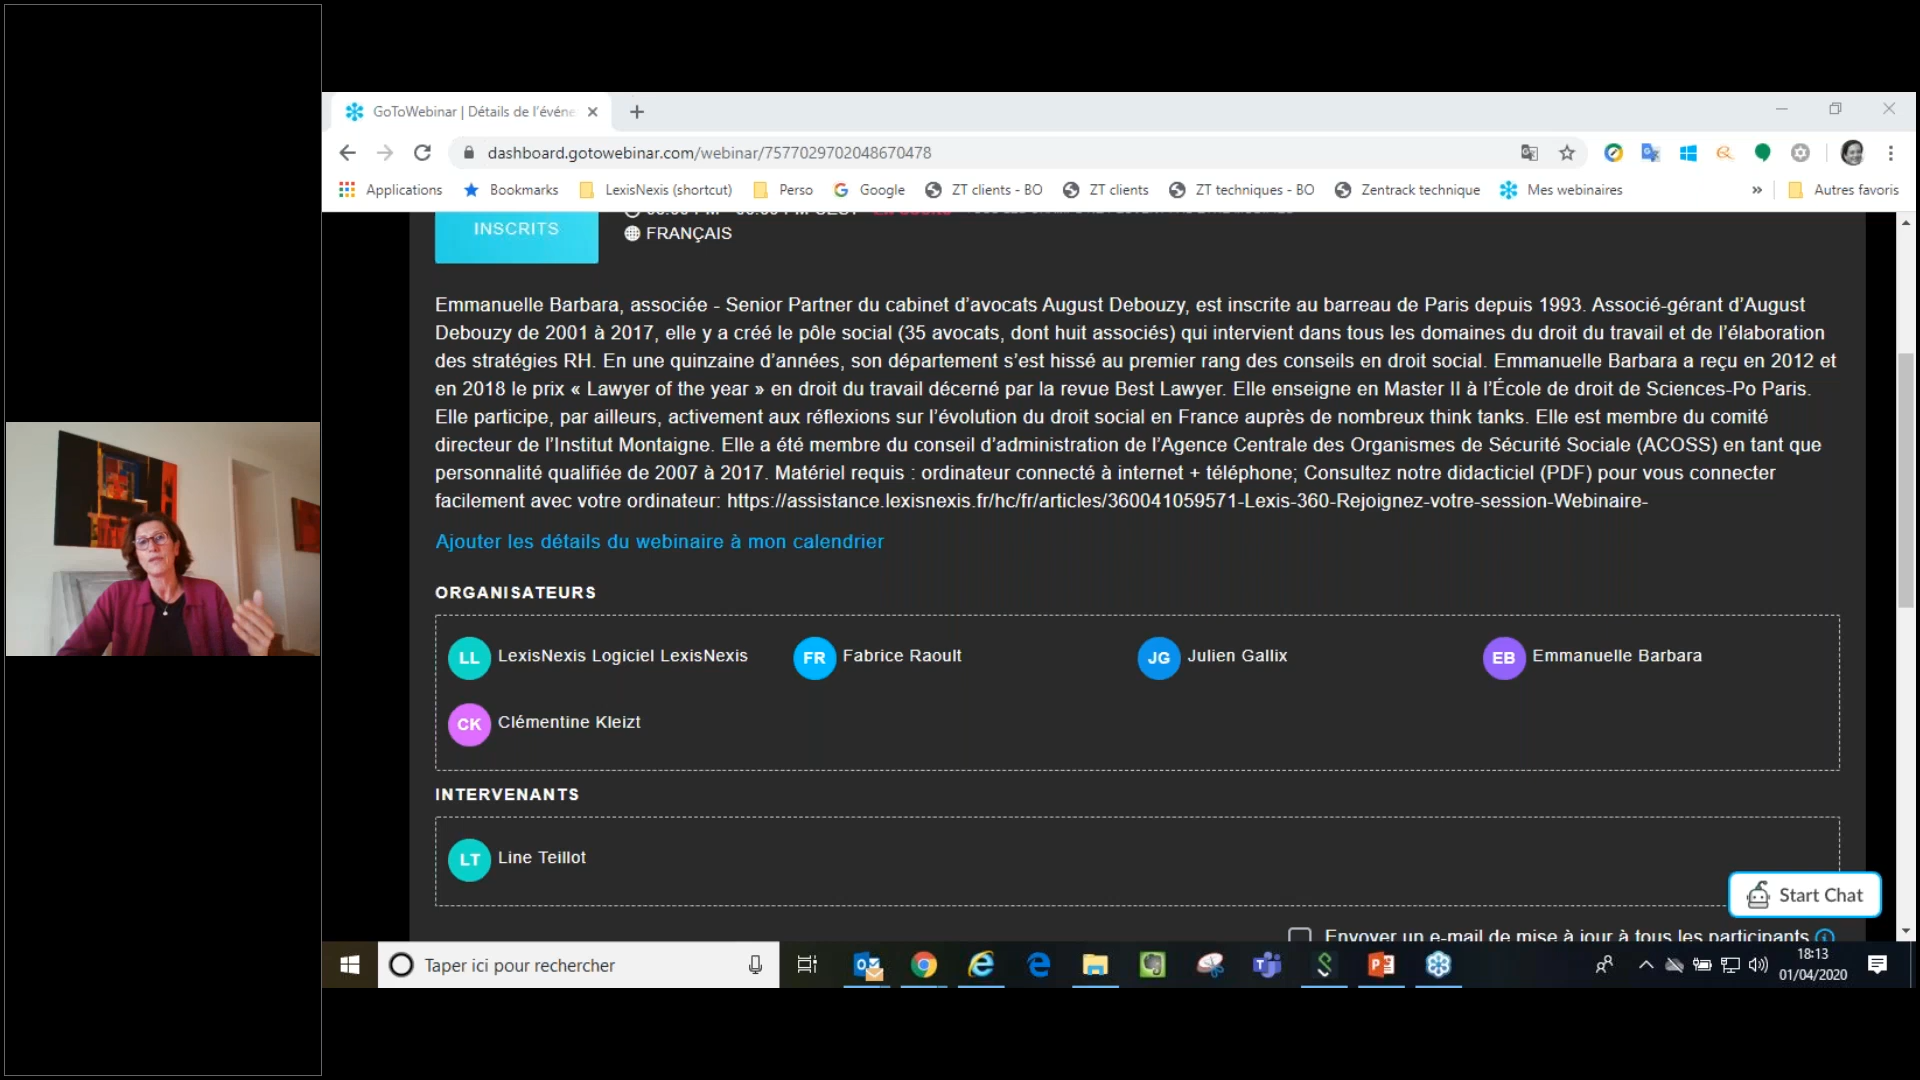 GoToWebinar | Détails de l'événe
dashboard.gotowebinar.com/webinar/7577029702048670478
Applications Bookmarks LexisNexis (shortcut) Perso Google ZT clients - BO ZT clients ZT techniques - BO Zentrack technique Mes webinaires » Autres favoris
INSCRITS
FRANÇAIS
Emmanuelle Barbara, associée - Senior Partner du cabinet d'avocats August Debouzy, est inscrite au barreau de Paris depuis 1993. Associé-gérant d'August
Debouzy de 2001 à 2017, elle y a créé le pôle social (35 avocats, dont huit associés) qui intervient dans tous les domaines du droit du travail et de l'élaboration
des stratégies RH. En une quinzaine d'années, son département s'est hissé au premier rang des conseils en droit social. Emmanuelle Barbara a reçu en 2012 et
en 2018 le prix « Lawyer of the year » en droit du travail décerné par la revue Best Lawyer. Elle enseigne en Master II à l'École de droit de Sciences-Po Paris.
Elle participe, par ailleurs, activement aux réflexions sur l'évolution du droit social en France auprès de nombreux think tanks. Elle est membre du comité
directeur de l'Institut Montaigne. Elle a été membre du conseil d'administration de l'Agence Centrale des Organismes de Sécurité Sociale (ACOSS) en tant que
personnalité qualifiée de 2007 à 2017. Matériel requis : ordinateur connecté à internet + téléphone; Consultez notre didacticiel (PDF) pour vous connecter
facilement avec votre ordinateur: https://assistance.lexisnexis.fr/hc/fr/articles/360041059571-Lexis-360-Rejoignez-votre-session-Webinaire-
Ajouter les détails du webinaire à mon calendrier
ORGANISATEURS
LL LexisNexis Logiciel LexisNexis FR Fabrice Raoult JG Julien Gallix EB Emmanuelle Barbara
CK Clémentine Kleizt
INTERVENANTS
LT Line Teillot
Start Chat
Envoyer un e-mail de mise à jour à tous les participants
Taper ici pour rechercher
18:13
01/04/2020